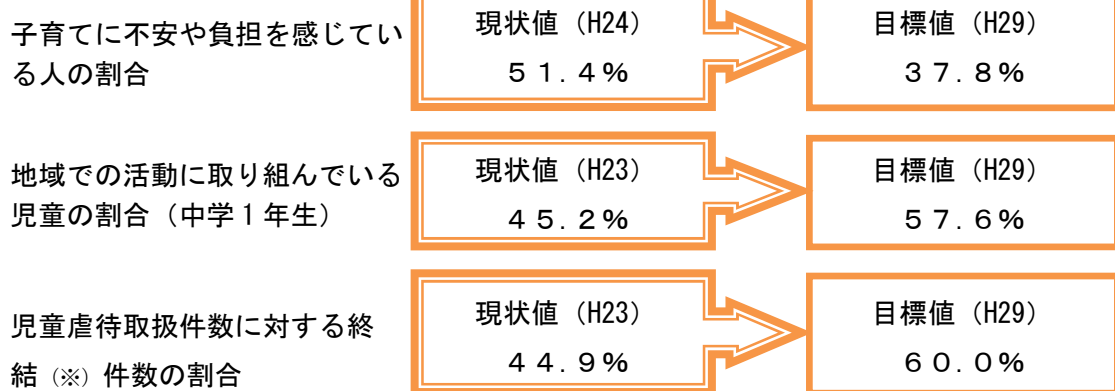 子育てに不安や負担を感じてい
る人の割合
現状値（H24）
５１.４％
目標値（H29）
３７.８％
地域での活動に取り組んでいる
児童の割合（中学１年生）
現状値（H23）
４５.２％
目標値（H29）
５７.６％
児童虐待取扱件数に対する終
結（※）件数の割合
現状値（H23）
４４.９％
目標値（H29）
６０.０％